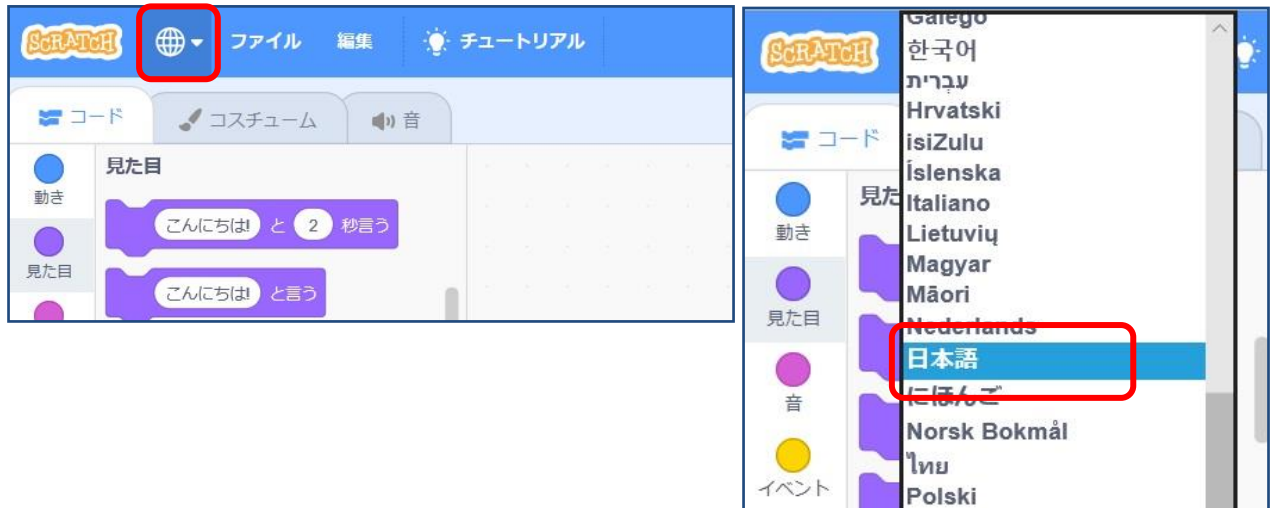 SCRATCH ファイル 編集 チュートリアル
コード コスチューム 音
動き
見た目
見た目
こんにちは! と 2 秒言う
こんにちは! と言う
SCRATCH
コード
動き
見た目
音
イベント
見た
Galego
한국어
עִבְרִית
Hrvatski
isiZulu
Íslenska
Italiano
Lietuvių
Magyar
Māori
Nederlands
日本語
にほんご
Norsk Bokmål
ไทย
Polski